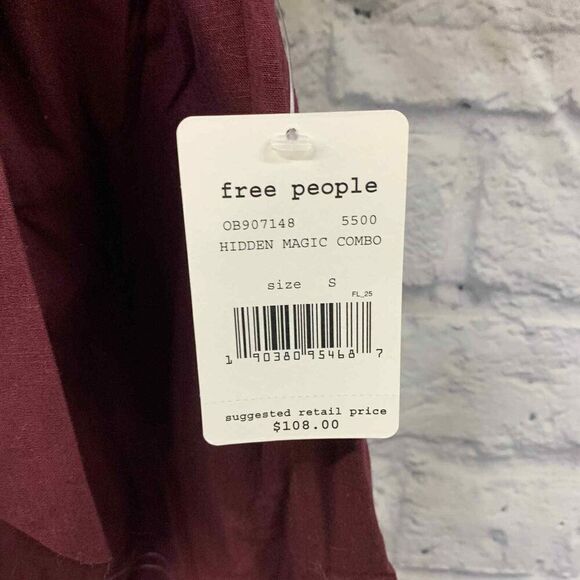 free people
OB907148 5500
HIDDEN MAGIC COMBO
size S
FL_25
1 90380 95468 7
suggested retail price
$108.00